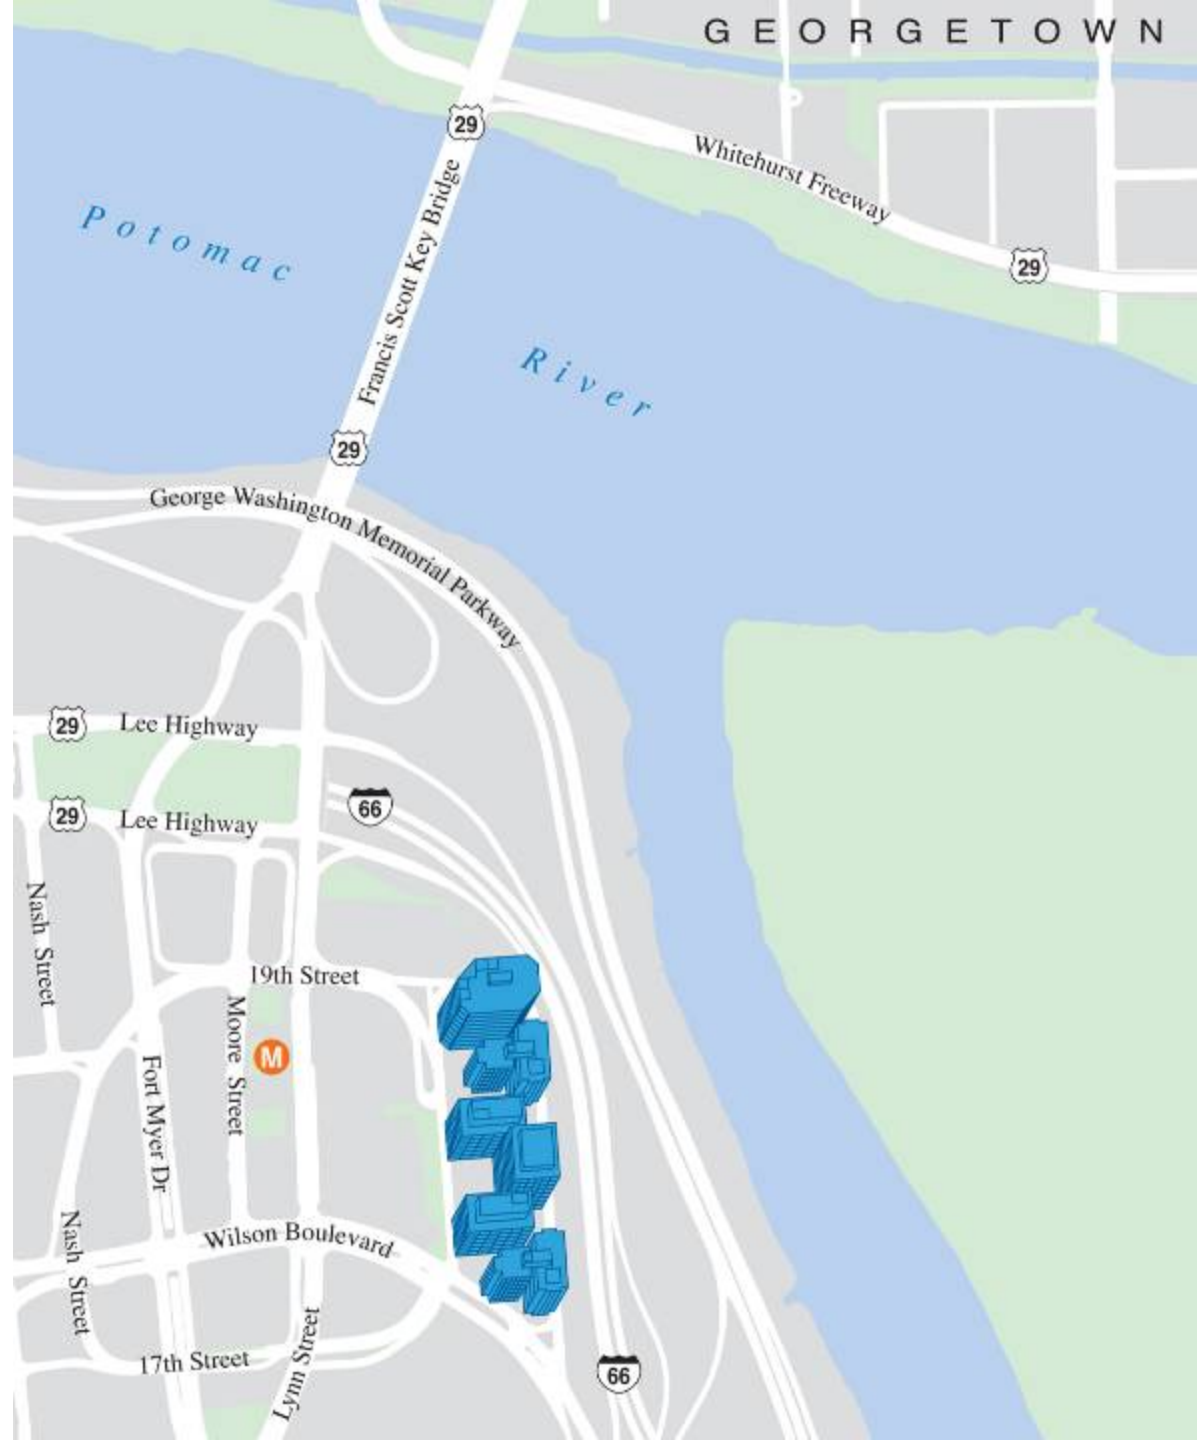 GEORGETOWN
29
Whitehurst Freeway
Francis Scott Key Bridge
Potomac
29
River
29
George Washington Memorial Parkway
29
Lee Highway
66
29
Lee Highway
Nash Street
19th Street
Moore Street
M
Fort Myer Dr
Nash Street
Wilson Boulevard
17th Street
Lynn Street
66